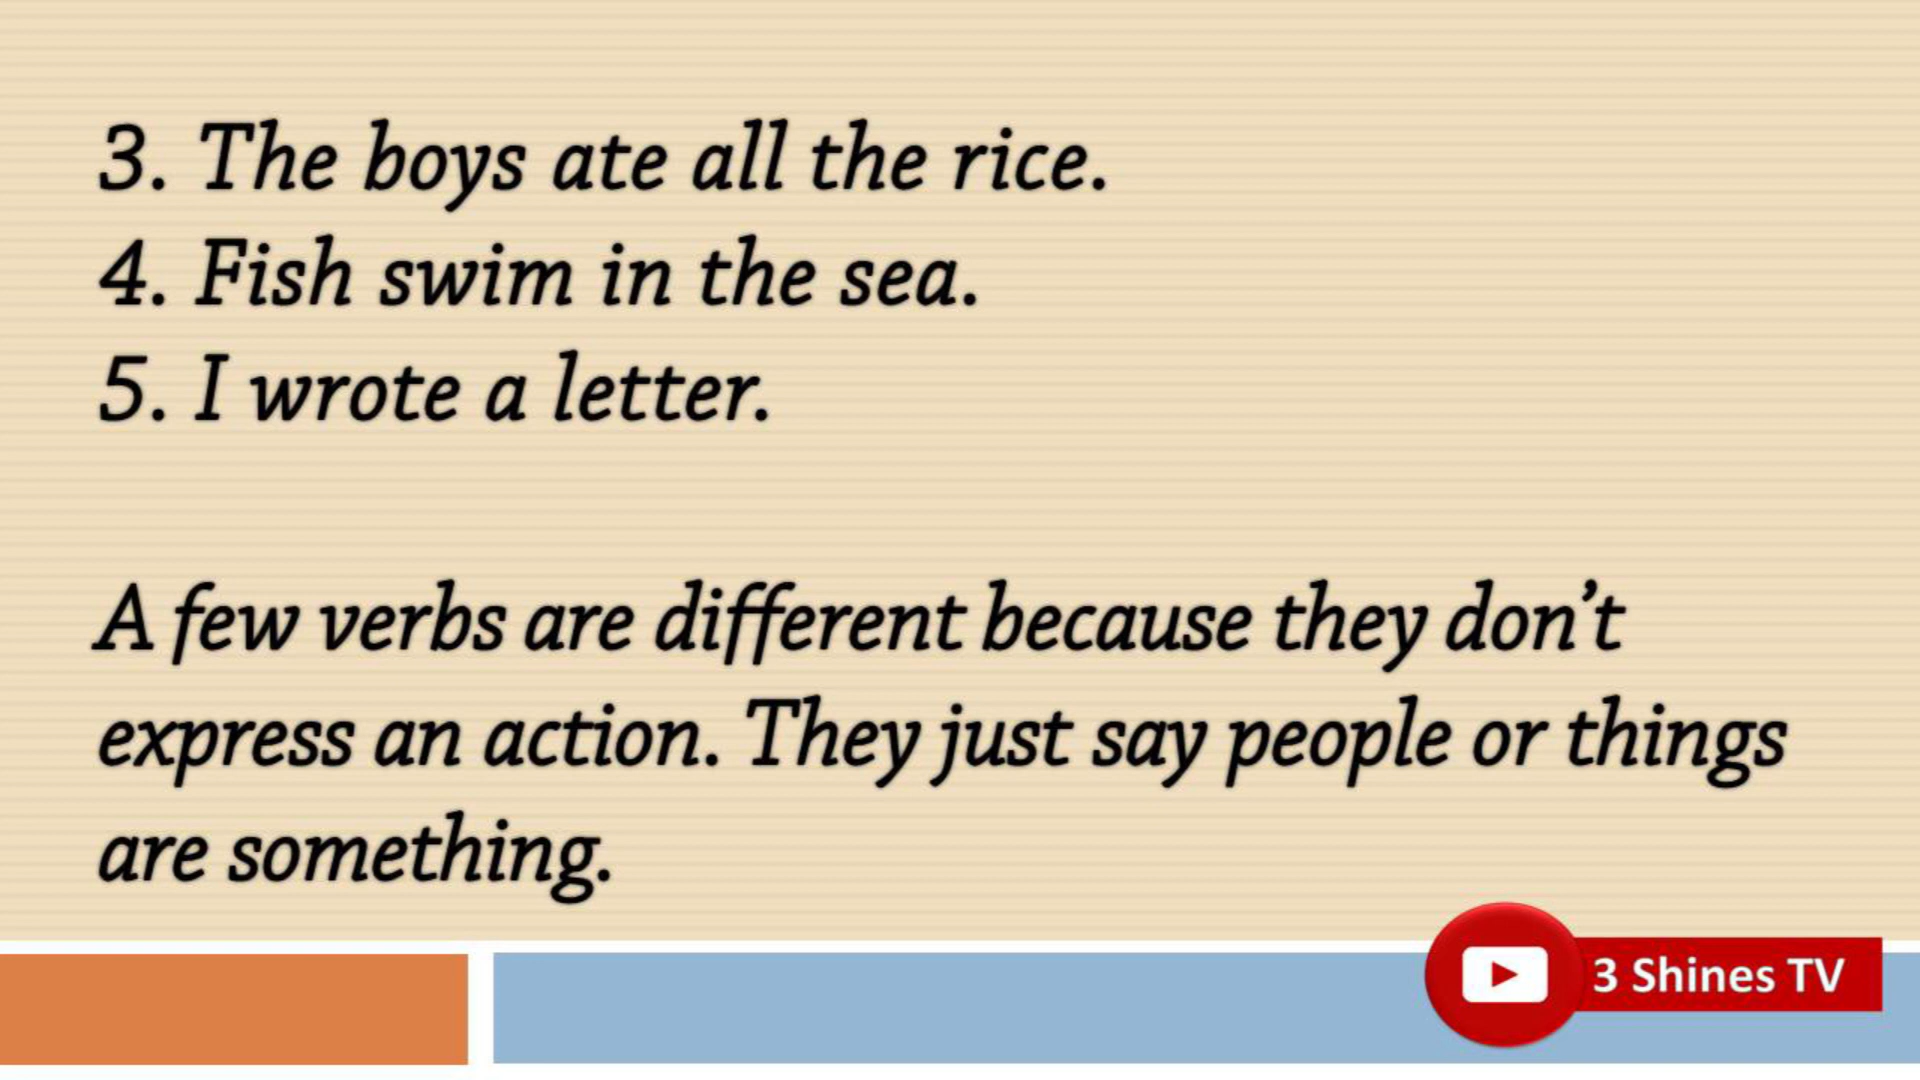 3. The boys ate all the rice.
4. Fish swim in the sea.
5. I wrote a letter.
A few verbs are different because they don’t
express an action. They just say people or things
are something.
3 Shines TV